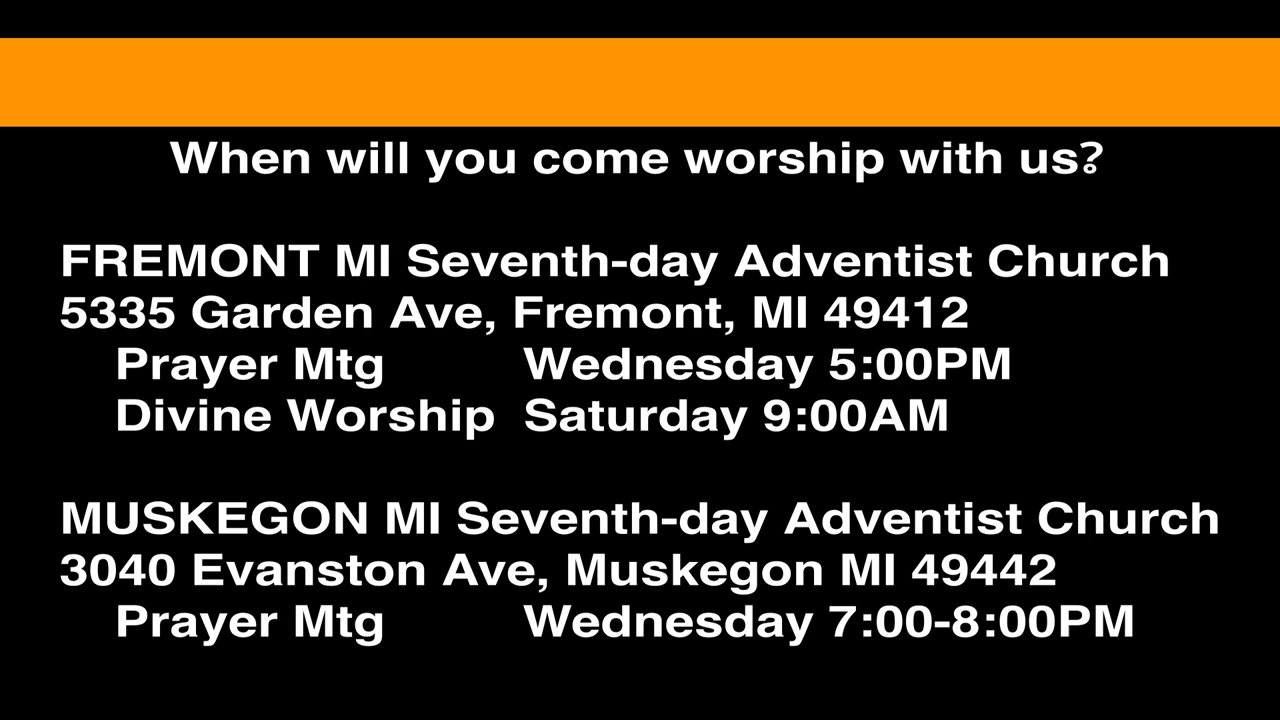 When will you come worship with us?
FREMONT MI Seventh-day Adventist Church
5335 Garden Ave, Fremont, MI 49412
Prayer Mtg Wednesday 5:00PM
Divine Worship Saturday 9:00AM
MUSKEGON MI Seventh-day Adventist Church
3040 Evanston Ave, Muskegon MI 49442
Prayer Mtg Wednesday 7:00-8:00PM